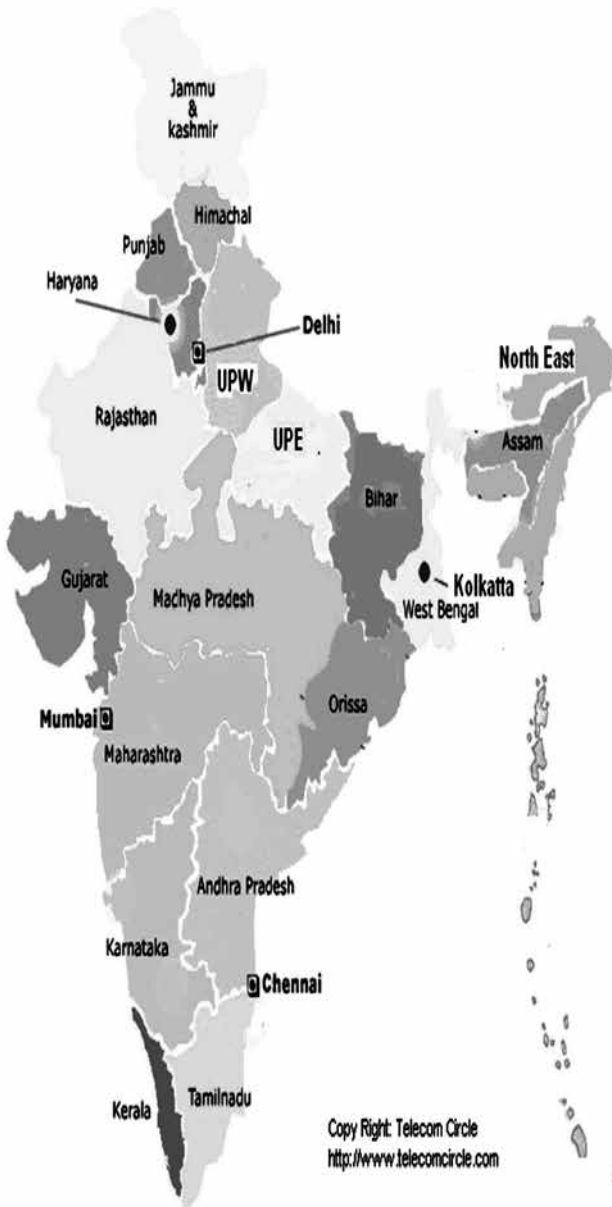 Jammu
&
kashmir
Himachal
Punjab
Haryana
Delhi
North East
UPW
Rajasthan
UPE
Assam
Bihar
Gujarat
Machya Pradesh
Kolkatta
West Bengal
Orissa
Mumbai
Maharashtra
Andhra Pradesh
Karnataka
Chennai
Kerala
Tamilnadu
Copy Right: Telecom Circle
http://www.telecomcircle.com